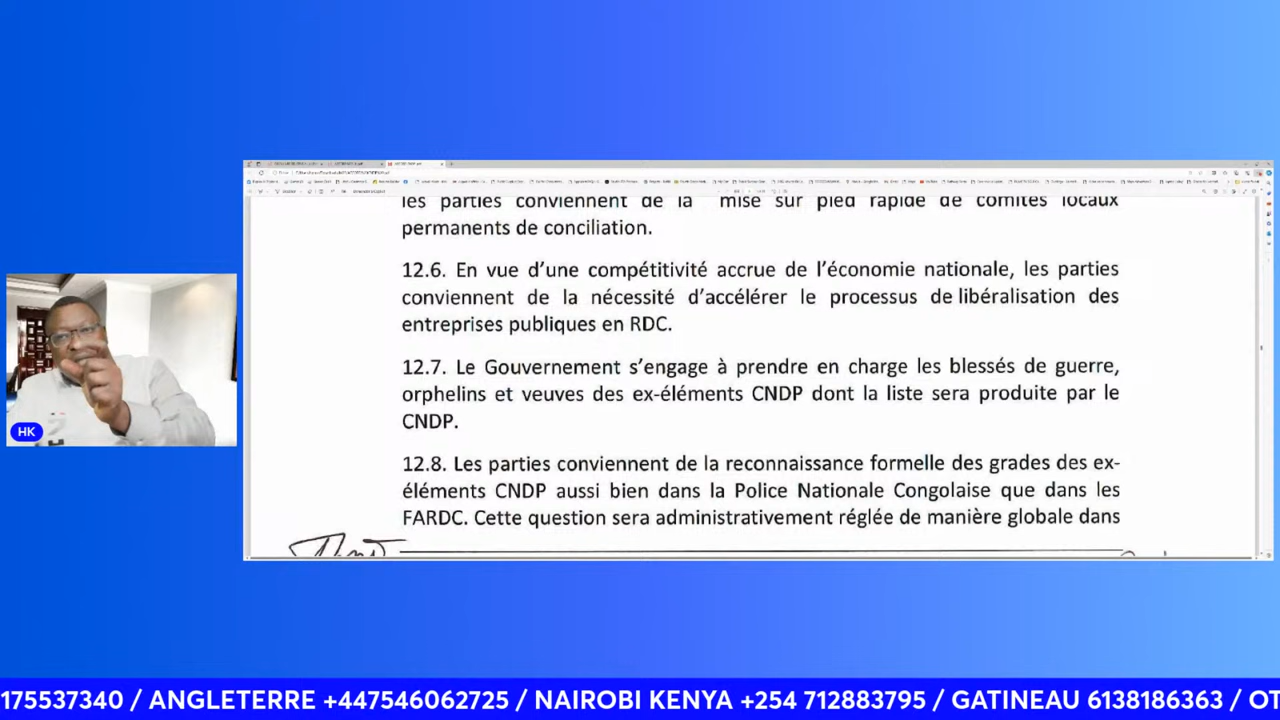 les parties conviennent de la mise sur pied rapide de comités locaux
permanents de conciliation.
12.6. En vue d'une compétitivité accrue de l'économie nationale, les parties
conviennent de la nécessité d'accélérer le processus de libéralisation des
entreprises publiques en RDC.
12.7. Le Gouvernement s'engage à prendre en charge les blessés de guerre,
orphelins et veuves des ex-éléments CNDP dont la liste sera produite par le
CNDP.
12.8. Les parties conviennent de la reconnaissance formelle des grades des ex-
éléments CNDP aussi bien dans la Police Nationale Congolaise que dans les
FARDC. Cette question sera administrativement réglée de manière globale dans
HK
175537340 / ANGLETERRE +447546062725 / NAIROBI KENYA +254 712883795 / GATINEAU 6138186363 / OT